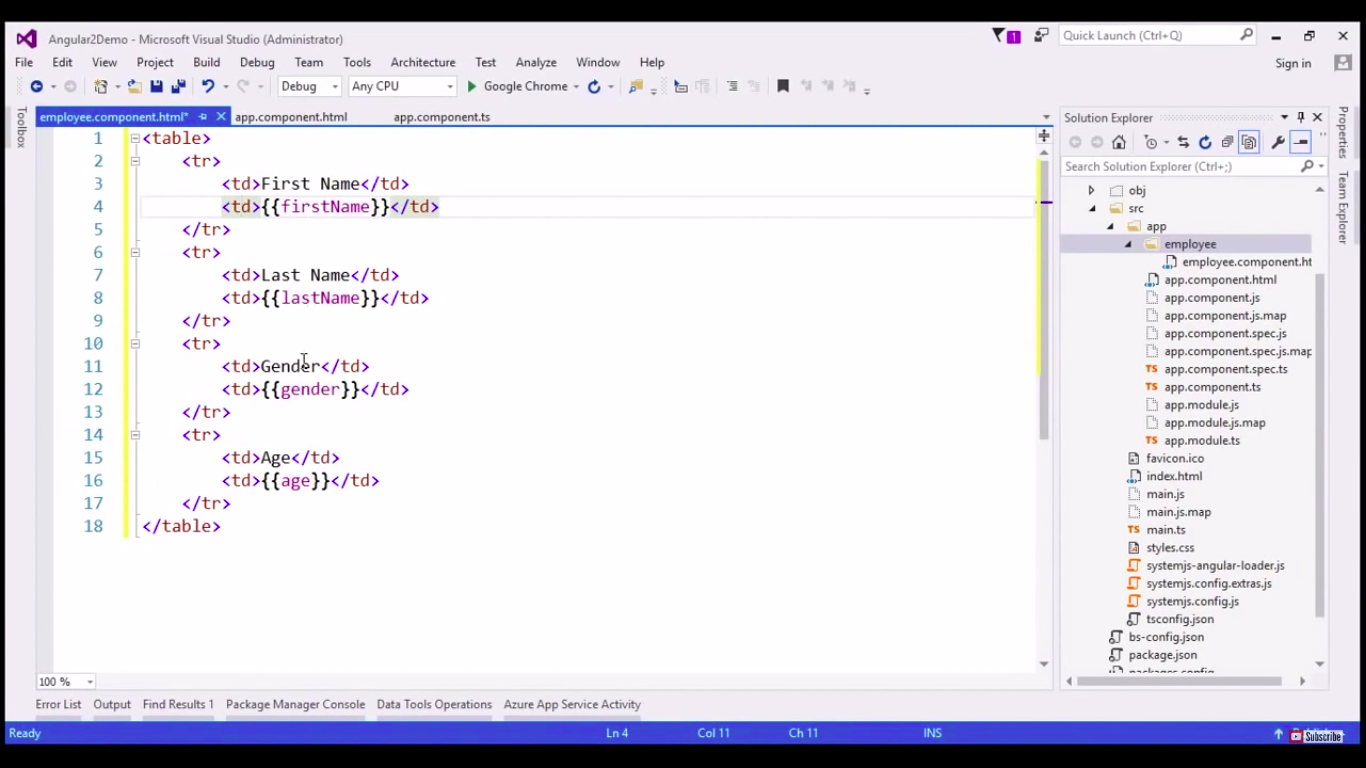 Angular2Demo - Microsoft Visual Studio (Administrator)
1
Quick Launch (Ctrl+Q)
File Edit View Project Build Debug Team Tools Architecture Test Analyze Window Help
Sign in
Debug Any CPU Google Chrome
Toolbox
employee.component.html* app.component.html app.component.ts
1 <table>
2 <tr>
3 <td>First Name</td>
4 <td>{{firstName}}</td>
5 </tr>
6 <tr>
7 <td>Last Name</td>
8 <td>{{lastName}}</td>
9 </tr>
10 <tr>
11 <td>Gender</td>
12 <td>{{gender}}</td>
13 </tr>
14 <tr>
15 <td>Age</td>
16 <td>{{age}}</td>
17 </tr>
18 </table>
100 %
Solution Explorer
Search Solution Explorer (Ctrl+;)
obj
src
app
employee
employee.component.ht
app.component.html
app.component.js
app.component.js.map
app.component.spec.js
app.component.spec.js.map
TS app.component.spec.ts
TS app.component.ts
app.module.js
app.module.js.map
TS app.module.ts
favicon.ico
index.html
main.js
main.js.map
TS main.ts
styles.css
systemjs-angular-loader.js
systemjs.config.extras.js
systemjs.config.js
tsconfig.json
bs-config.json
package.json
Properties
Team Explorer
Error List Output Find Results 1 Package Manager Console Data Tools Operations Azure App Service Activity
Ready Ln 4 Col 11 Ch 11 INS
Subscribe